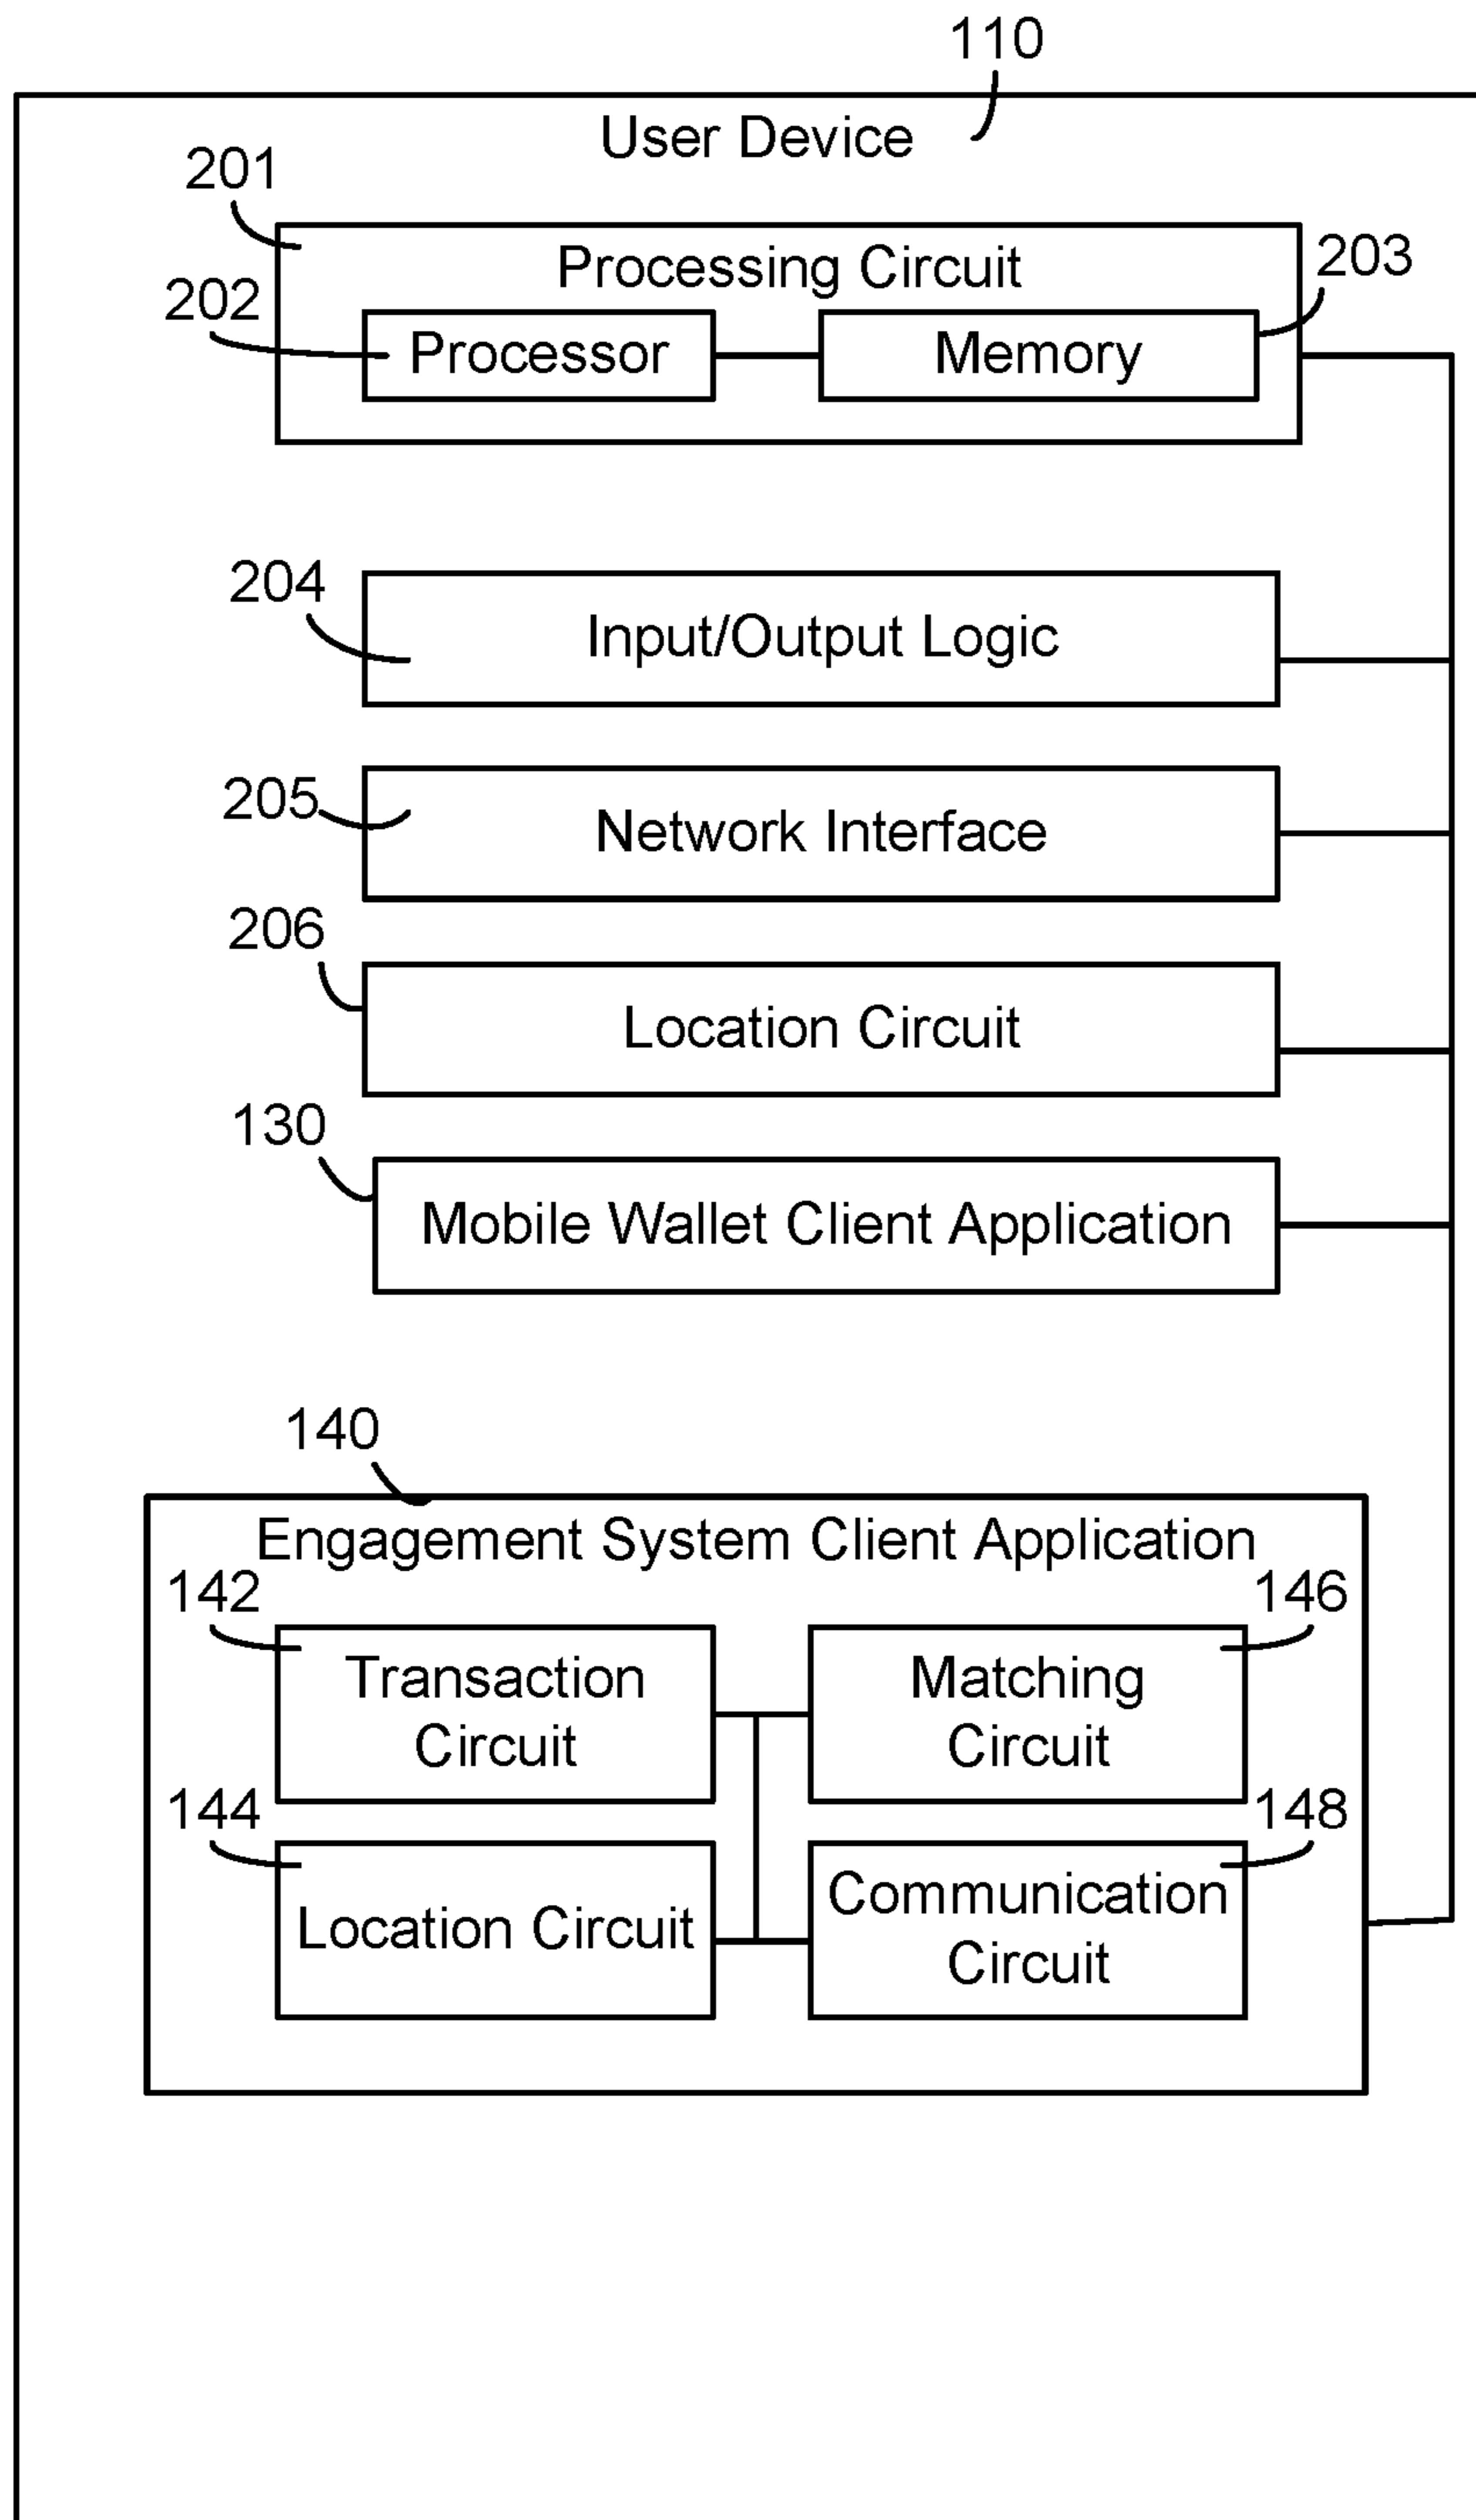 110
User Device
201
Processing Circuit
203
202
Processor
Memory
204
Input/Output Logic
205
Network Interface
206
Location Circuit
130
Mobile Wallet Client Application
140
Engagement System Client Application
142
146
Transaction
Circuit
Matching
Circuit
144
148
Location Circuit
Communication
Circuit